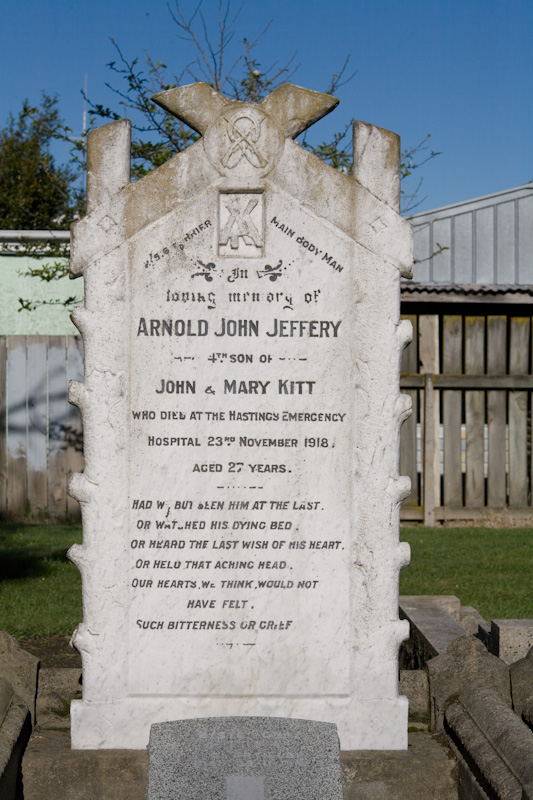 MAIN BODY MAN
In
loving memory of
ARNOLD JOHN JEFFERY
4TH SON OF
JOHN & MARY KITT
WHO DIED AT THE HASTINGS EMERGENCY
HOSPITAL 23RD NOVEMBER 1918.
AGED 27 YEARS.
HAD WE BUT SEEN HIM AT THE LAST.
OR WATCHED HIS DYING BED.
OR HEARD THE LAST WISH OF HIS HEART.
OR HELD THAT ACHING HEAD.
OUR HEARTS, WE THINK, WOULD NOT
HAVE FELT.
SUCH BITTERNESS OR GRIEF